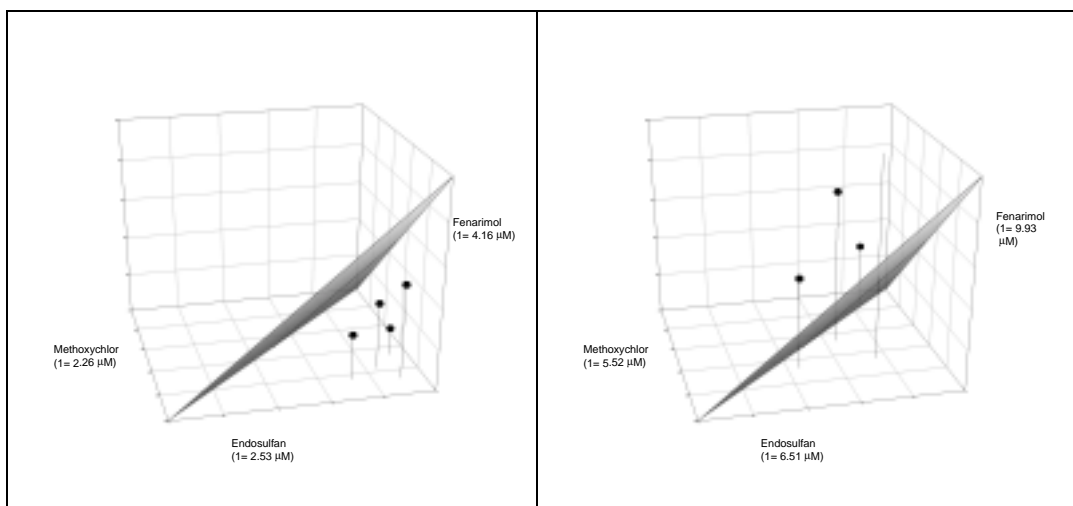 Fenarimol
(1= 4.16 µM)
Methoxychlor
(1= 2.26 µM)
Endosulfan
(1= 2.53 µM)
Fenarimol
(1= 9.93
µM)
Methoxychlor
(1= 5.52 µM)
Endosulfan
(1= 6.51 µM)